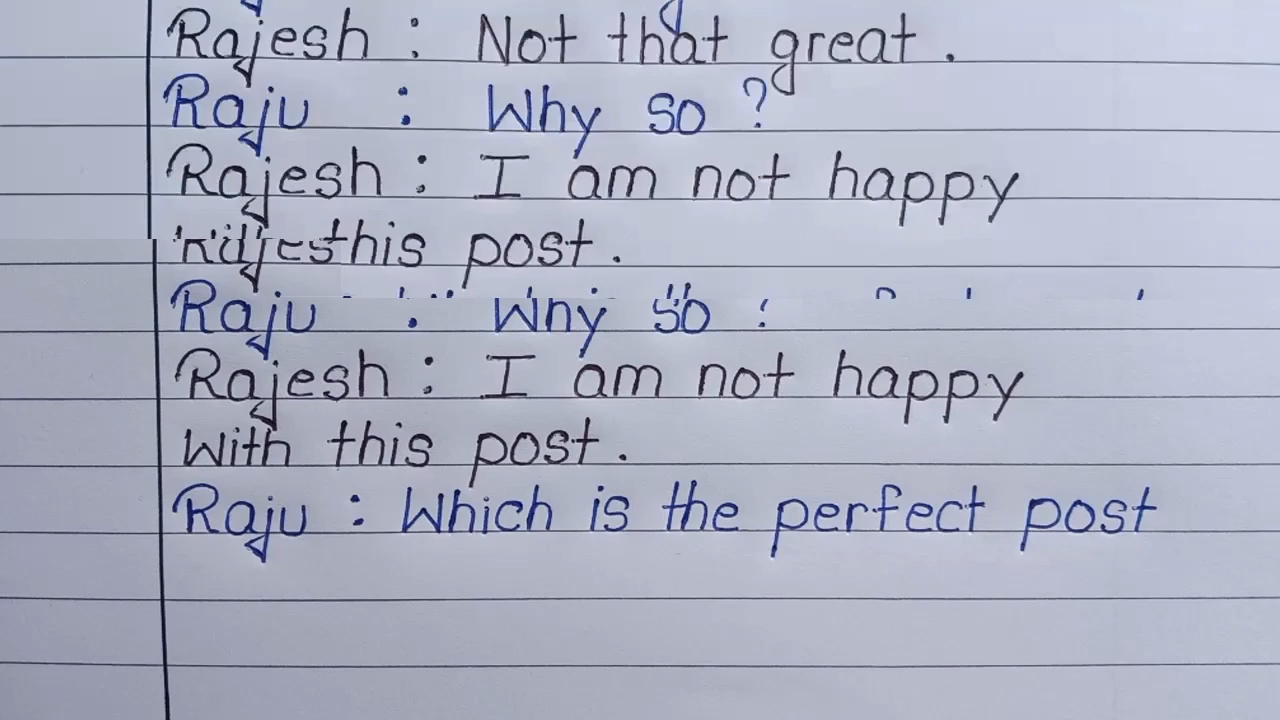 Rajesh : Not that great.
Raju : Why so ?
Rajesh : I am not happy
this post.
Raju : Why so
Rajesh : I am not happy
With this post.
Raju : Which is the perfect post